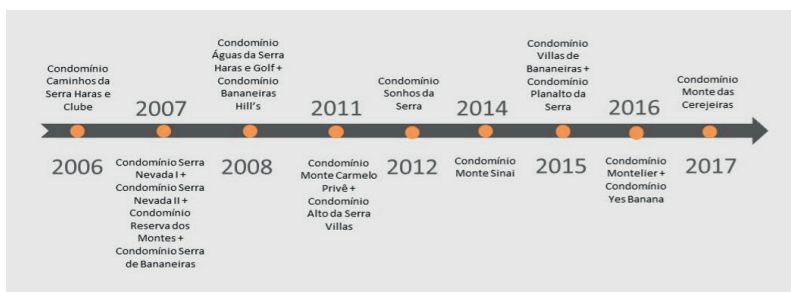 Condomínio
Caminhos da
Serra Haras e
Clube
2006
2007
Condomínio Serra
Nevada I +
Condomínio Serra
Nevada II +
Condomínio
Reserva dos
Montes +
Condomínio Serra
de Bananeiras
Condomínio
Águas da Serra
Haras e Golf +
Condomínio
Bananeiras
Hill's
2008
2011
Condomínio
Monte Carmelo
Privê +
Condomínio
Alto da Serra
Villas
Condomínio
Sonhos da
Serra
2012
2014
Condomínio
Monte Sinai
Condomínio
Villas de
Bananeiras +
Condomínio
Planalto da
Serra
2015
2016
Condomínio
Montelier +
Condomínio
Yes Banana
Condomínio
Monte das
Cerejeiras
2017